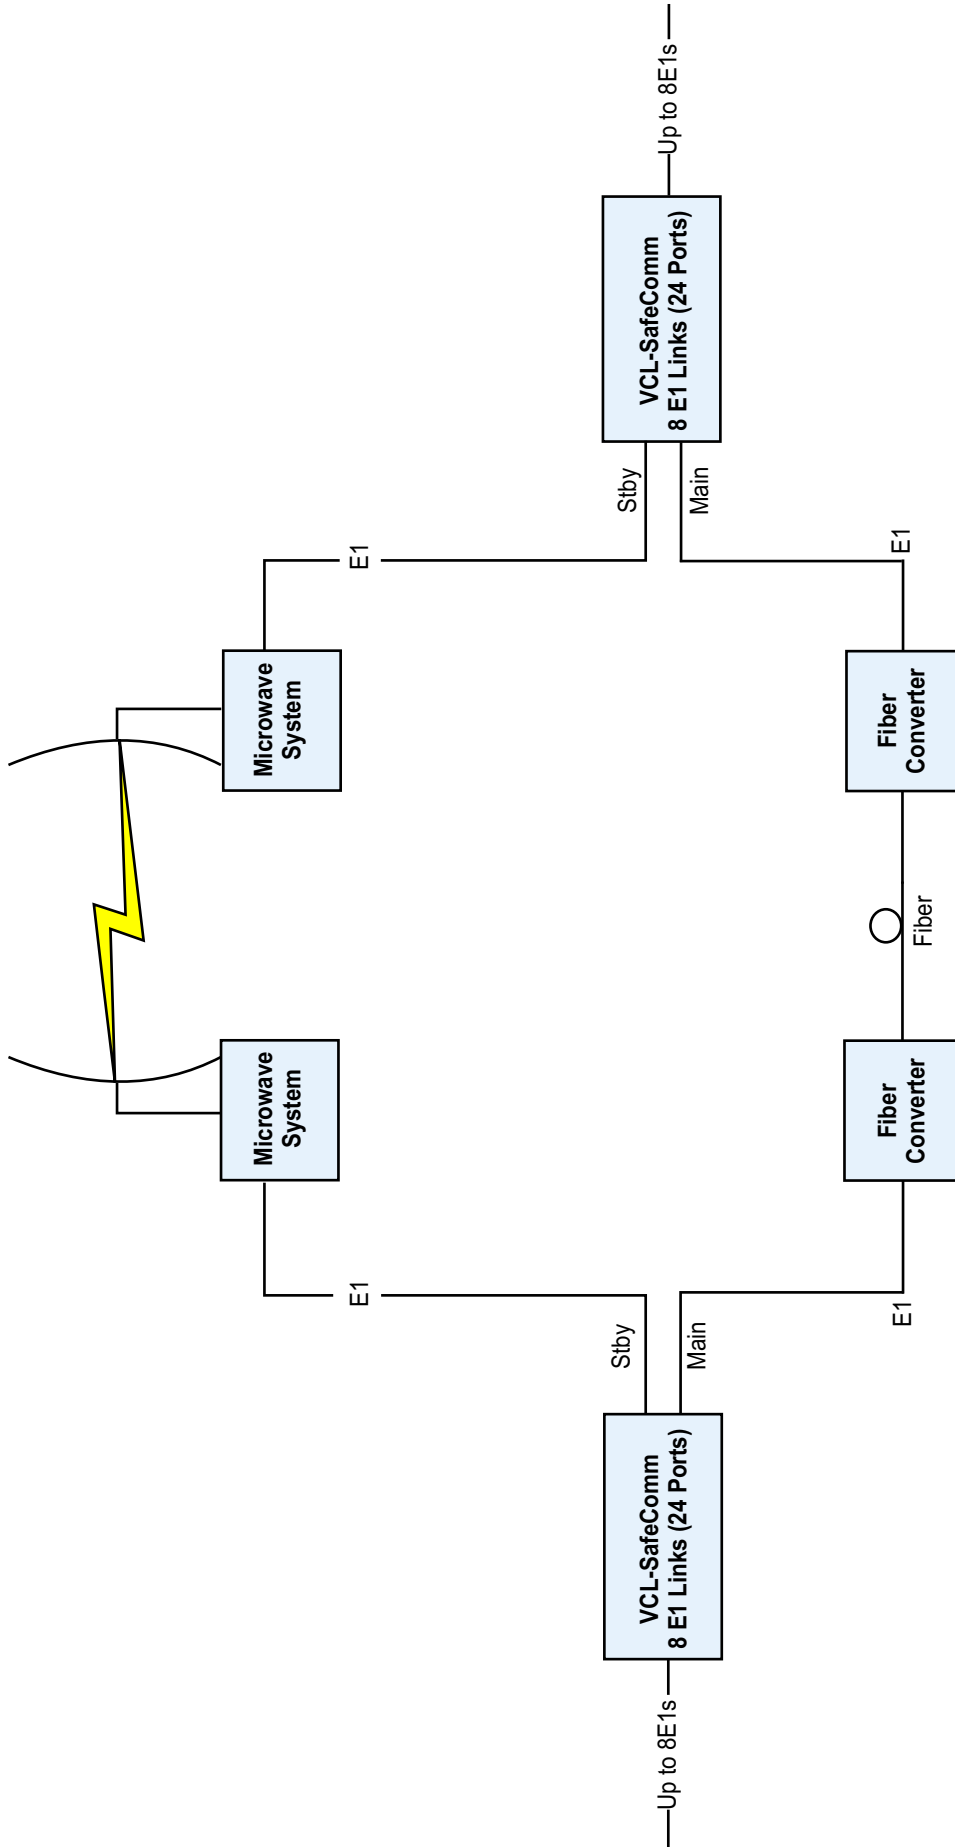 Microwave
System
Microwave
System
E1
E1
Up to 8E1s
VCL-SafeComm
8 E1 Links (24 Ports)
Stby
Main
Stby
Main
VCL-SafeComm
8 E1 Links (24 Ports)
Up to 8E1s
E1
Fiber
Converter
Fiber
Fiber
Converter
E1